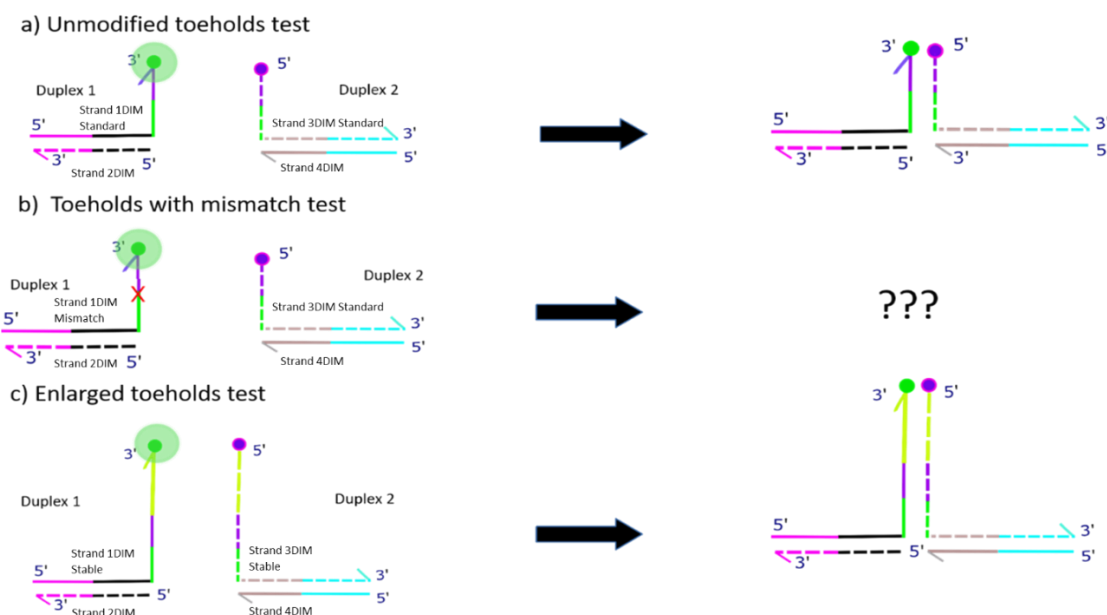 a) Unmodified toeholds test
3'
5'
3'
5'
Duplex 1
Duplex 2
Strand 1DIM
Standard
5'
Strand 3DIM Standard
3'
5'
3'
3'
5'
Strand 2DIM
Strand 4DIM
5'
3'
5'
3'
5'
b) Toeholds with mismatch test
3'
5'
Duplex 1
Duplex 2
Strand 1DIM
Mismatch
5'
Strand 3DIM Standard
3'
5'
3'
Strand 2DIM
5'
Strand 4DIM
???
c) Enlarged toeholds test
3'
5'
3'
5'
Duplex 1
Duplex 2
Strand 1DIM
Stable
5'
Strand 3DIM
Stable
3'
5'
3'
5'
Strand 2DIM
Strand 4DIM
5'
3'
5'
3'
5'
3'